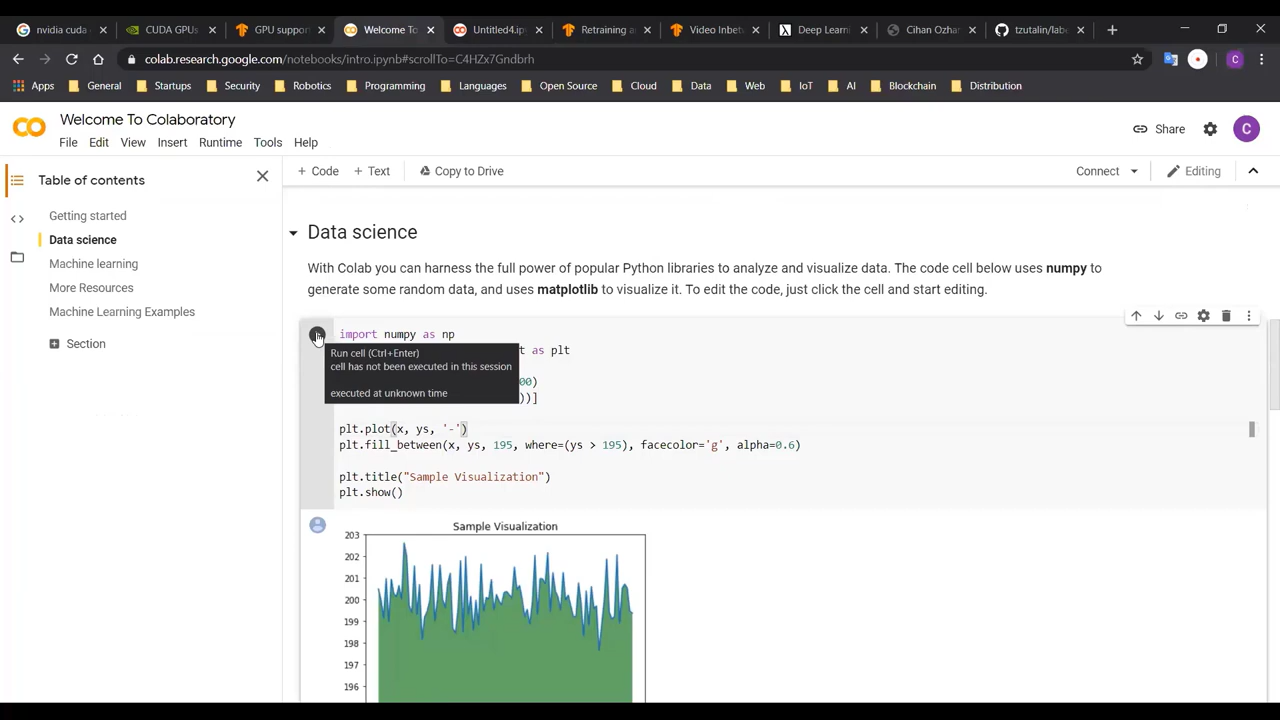 nvidia cuda
CUDA GPUs
GPU support
Welcome To
Untitled4.ip
Retraining a
Video Inbet
Deep Learn
Cihan Ozhan
tzutalin/labe
colab.research.google.com/notebooks/intro.ipynb#scrollTo=C4HZx7Gndbrh
C
Apps General Startups Security Robotics Programming Languages Open Source Cloud Data Web IoT AI Blockchain Distribution
Welcome To Colaboratory
Share
C
File Edit View Insert Runtime Tools Help
Table of contents
+ Code + Text Copy to Drive
Connect
Editing
Getting started
Data science
Machine learning
More Resources
Machine Learning Examples
Section
Data science
With Colab you can harness the full power of popular Python libraries to analyze and visualize data. The code cell below uses numpy to
generate some random data, and uses matplotlib to visualize it. To edit the code, just click the cell and start editing.
import numpy as np
t as plt
00)
))]
Run cell (Ctrl+Enter)
cell has not been executed in this session
executed at unknown time
plt.plot(x, ys, '-')
plt.fill_between(x, ys, 195, where=(ys > 195), facecolor='g', alpha=0.6)
plt.title("Sample Visualization")
plt.show()
Sample Visualization
203
202
201
200
199
198
197
196